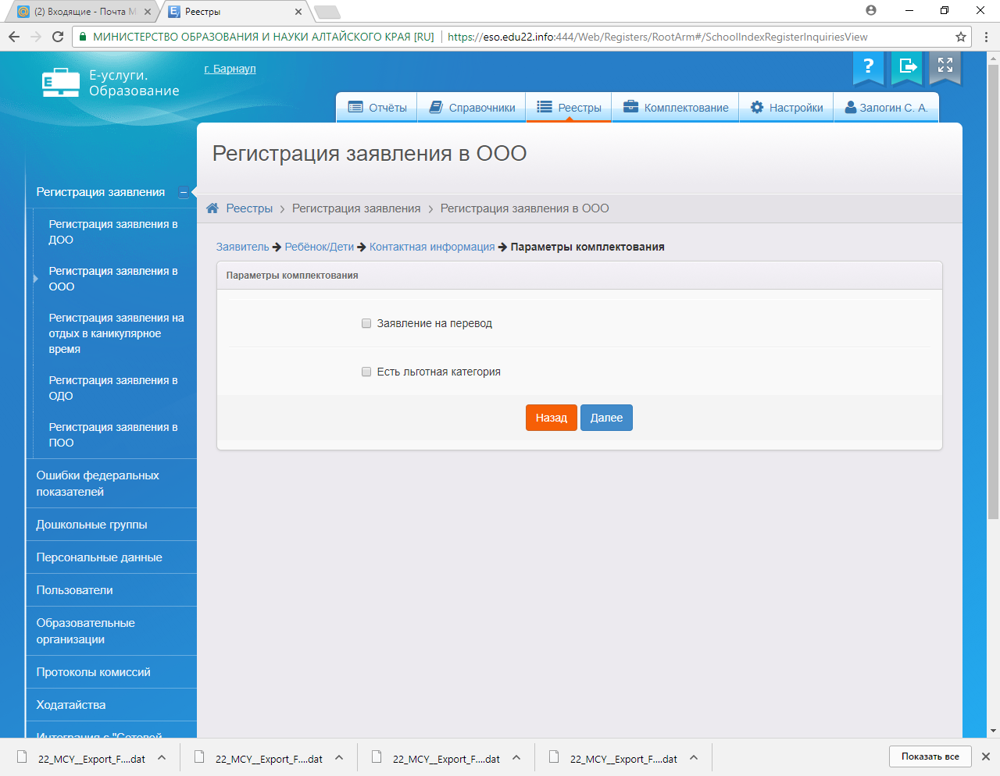 (2) Входящие - Почта M
Реестры
МИНИСТЕРСТВО ОБРАЗОВАНИЯ И НАУКИ АЛТАЙСКОГО КРАЯ [RU]
https://eso.edu22.info:444/Web/Registers/RootArm#/SchoolIndexRegisterInquiriesView
Е-услуги.
Образование
г. Барнаул
?
Отчёты
Справочники
Реестры
Комплектование
Настройки
Залогин С. А.
Регистрация заявления в ООО
Реестры > Регистрация заявления > Регистрация заявления в ООО
Заявитель ➔ Ребёнок/Дети ➔ Контактная информация ➔ Параметры комплектования
Параметры комплектования
Заявление на перевод
Есть льготная категория
Назад
Далее
Регистрация заявления
Регистрация заявления в
ДОО
Регистрация заявления в
ООО
Регистрация заявления на
отдых в каникулярное
время
Регистрация заявления в
ОДО
Регистрация заявления в
ПОО
Ошибки федеральных
показателей
Дошкольные группы
Персональные данные
Пользователи
Образовательные
организации
Протоколы комиссий
Ходатайства
Интеграция с "Сетевой
22_MCY__Export_F....dat
22_MCY__Export_F....dat
22_MCY__Export_F....dat
22_MCY__Export_F....dat
Показать все